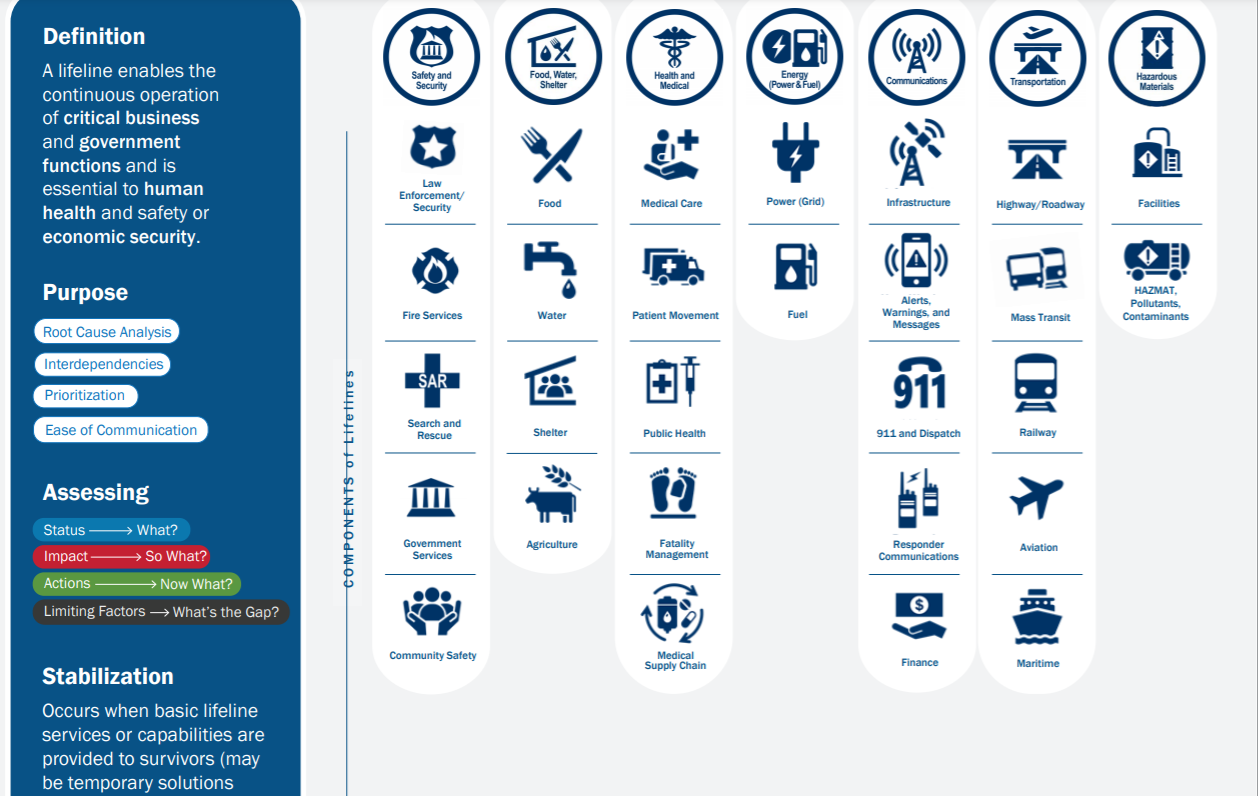 Definition
A lifeline enables the
continuous operation
of critical business
and government
functions and is
essential to human
health and safety or
economic security.
Purpose
Root Cause Analysis
Interdependencies
Prioritization
Ease of Communication
Assessing
Status → What?
Impact → So What?
Actions → Now What?
Limiting Factors → What's the Gap?
Stabilization
Occurs when basic lifeline
services or capabilities are
provided to survivors (may
be temporary solutions
COMPONENTS of Lifelines
Safety and
Security
Law
Enforcement/
Security
Fire Services
SAR
Search and
Rescue
Government
Services
Community Safety
Food, Water,
Shelter
Food
Water
Shelter
Agriculture
Health and
Medical
Medical Care
Patient Movement
Public Health
Fatality
Management
Medical
Supply Chain
Energy
(Power & Fuel)
Power (Grid)
Fuel
Communications
Infrastructure
Alerts,
Warnings, and
Messages
911
911 and Dispatch
Responder
Communications
$
Finance
Transportation
Highway/Roadway
Mass Transit
Railway
Aviation
Maritime
Hazardous
Materials
Facilities
HAZMAT,
Pollutants,
Contaminants